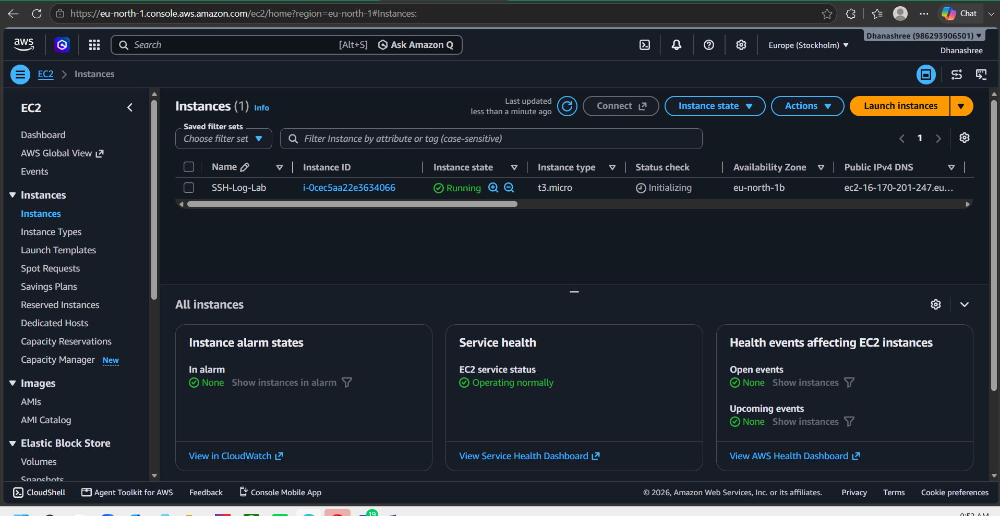 https://eu-north-1.console.aws.amazon.com/ec2/home?region=eu-north-1#Instances:
Chat
aws
Search
[Alt+S]
Ask Amazon Q
Europe (Stockholm)
Dhanashree (986293906501)
Dhanashree
EC2
Instances
EC2
Dashboard
AWS Global View
Events
Instances
Instances
Instance Types
Launch Templates
Spot Requests
Savings Plans
Reserved Instances
Dedicated Hosts
Capacity Reservations
Capacity Manager New
Images
AMIs
AMI Catalog
Elastic Block Store
Volumes
Snapshots
Instances (1) Info
Last updated
less than a minute ago
Connect
Instance state
Actions
Launch instances
Saved filter sets
Choose filter set
Filter Instance by attribute or tag (case-sensitive)
1
Name Instance ID Instance state Instance type Status check Availability Zone Public IPv4 DNS
SSH-Log-Lab i-0cec5aa22e3634066 Running t3.micro Initializing eu-north-1b ec2-16-170-201-247.eu...
All instances
Instance alarm states
In alarm
None Show instances in alarm
View in CloudWatch
Service health
EC2 service status
Operating normally
View Service Health Dashboard
Health events affecting EC2 instances
Open events
None Show instances
Upcoming events
None Show instances
View AWS Health Dashboard
CloudShell Agent Toolkit for AWS Feedback Console Mobile App © 2026, Amazon Web Services, Inc. or its affiliates. Privacy Terms Cookie preferences
19